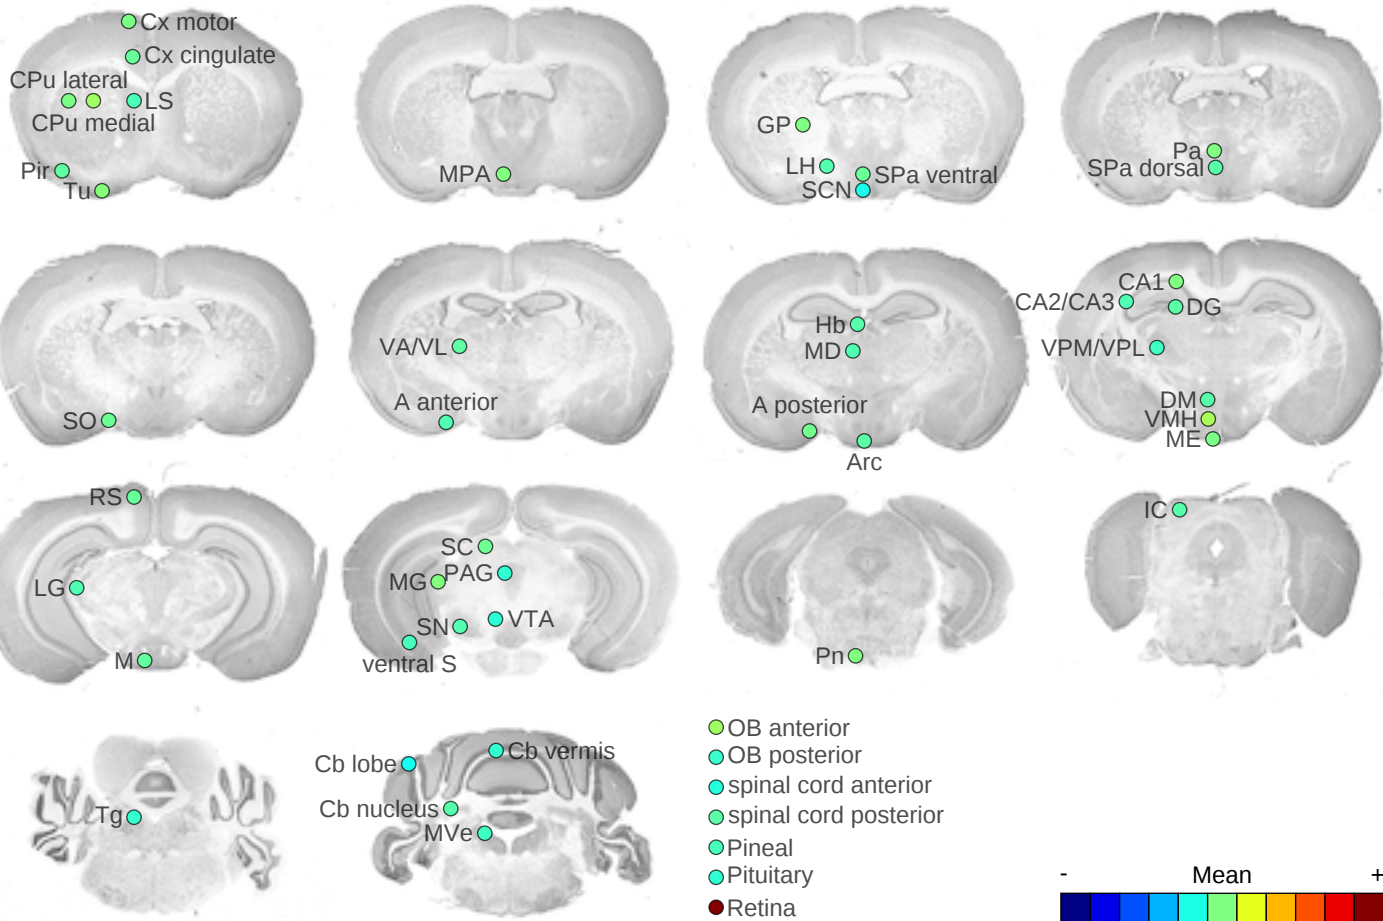 Cx motor
Cx cingulate
CPu lateral
LS
CPu medial
Pir
Tu
MPA
GP
LH
SPa ventral
SCN
Pa
SPa dorsal
SO
VA/VL
A anterior
Hb
MD
A posterior
Arc
CA1
CA2/CA3
DG
VPM/VPL
DM
VMH
ME
RS
LG
M
SC
MG
PAG
SN
VTA
ventral S
Pn
IC
Tg
Cb vermis
Cb lobe
Cb nucleus
MVe
OB anterior
OB posterior
spinal cord anterior
spinal cord posterior
Pineal
Pituitary
Retina
- Mean +